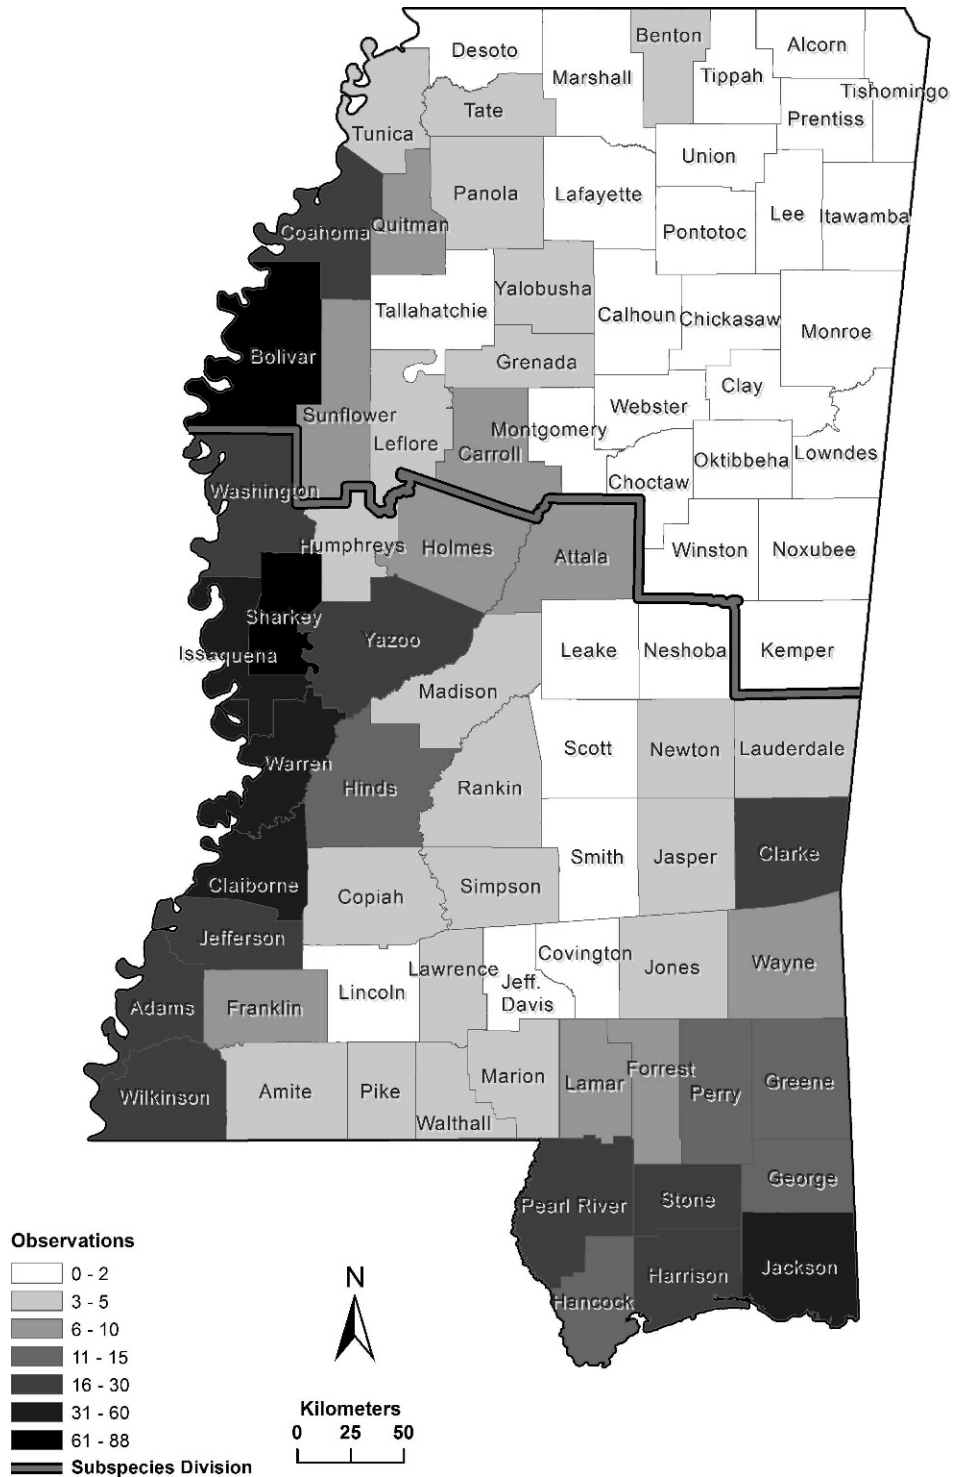 Desoto
Benton
Alcorn
Marshall
Tippah
Tishomingo
Tunica
Tate
Prentiss
Union
Panola
Lafayette
Coahoma
Quitman
Pontotoc
Lee
Itawamba
Tallahatchie
Yalobusha
Calhoun
Chickasaw
Monroe
Bolivar
Grenada
Sunflower
Leflore
Carroll
Montgomery
Webster
Clay
Choctaw
Oktibbeha
Lowndes
Washington
Humphreys
Holmes
Attala
Winston
Noxubee
Sharkey
Issaquena
Yazoo
Leake
Neshoba
Kemper
Madison
Warren
Hinds
Rankin
Scott
Newton
Lauderdale
Claiborne
Copiah
Simpson
Smith
Jasper
Clarke
Jefferson
Lawrence
Covington
Jones
Wayne
Adams
Franklin
Lincoln
Jeff.
Davis
Wilkinson
Amite
Pike
Walthall
Marion
Lamar
Forrest
Perry
Greene
Pearl River
Stone
George
Hancock
Harrison
Jackson
Observations
0 - 2
3 - 5
6 - 10
11 - 15
16 - 30
31 - 60
61 - 88
Subspecies Division
N
Kilometers
0 25 50